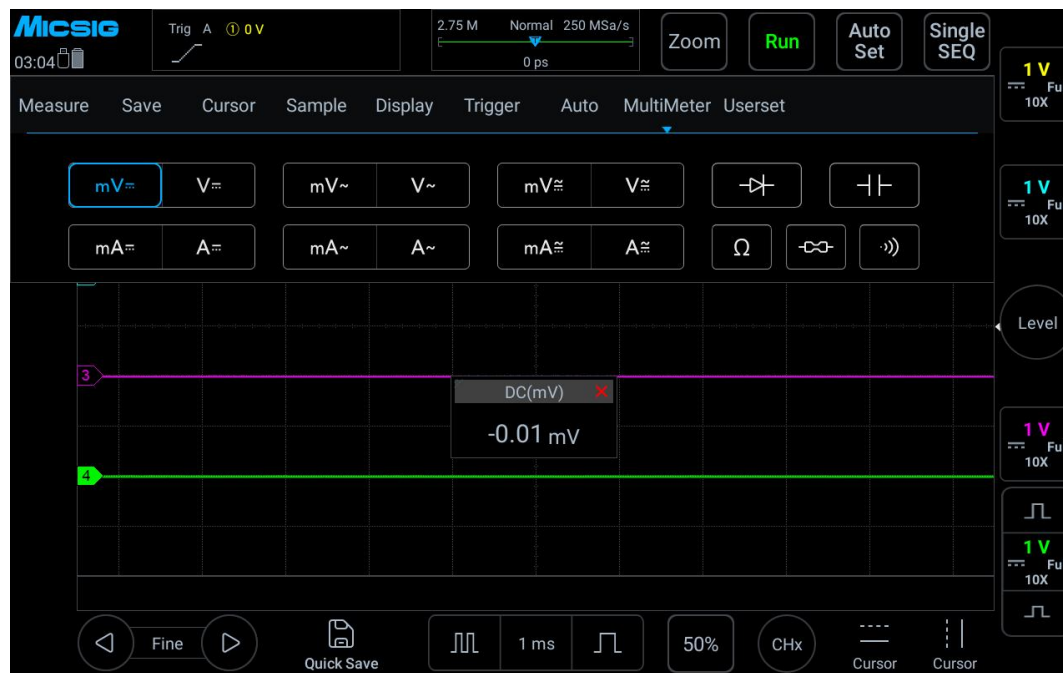 Micsig
Trig A ① 0 V
2.75 M Normal 250 MSa/s
0 ps
Zoom
Run
Auto
Set
Single
SEQ
03:04
1 V
Fu
10X
Measure Save Cursor Sample Display Trigger Auto MultiMeter Userset
mV⎓ V⎓ mV~ V~ mV≅ V≅
1 V
Fu
10X
mA⎓ A⎓ mA~ A~ mA≅ A≅ Ω
Level
3
DC(mV)
-0.01 mV
1 V
Fu
10X
4
1 V
Fu
10X
Fine
Quick Save
1 ms
50%
CHx
Cursor
Cursor